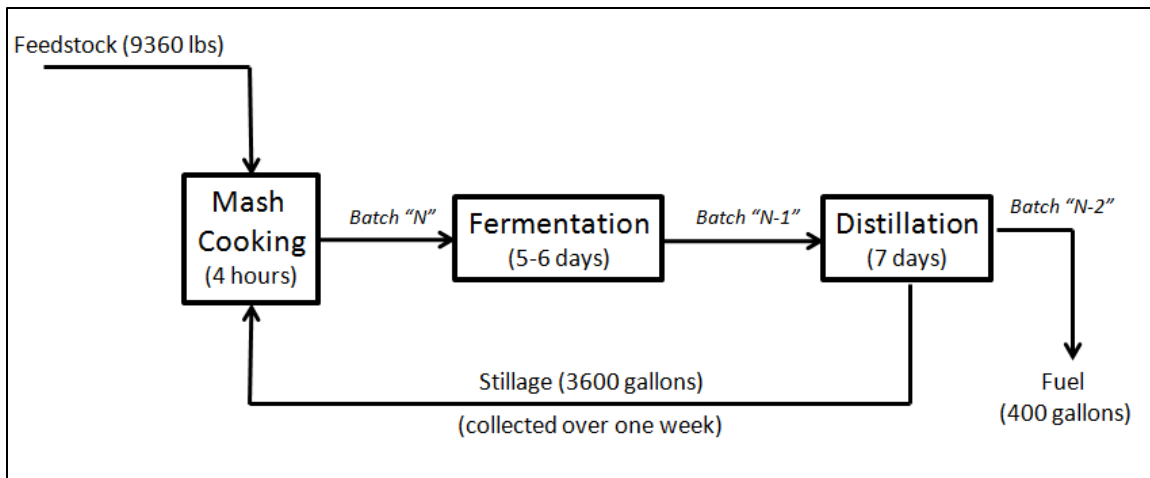 Feedstock (9360 lbs)
Mash
Cooking
(4 hours)
Batch “N”
Fermentation
(5-6 days)
Batch “N-1”
Distillation
(7 days)
Batch “N-2”
Stillage (3600 gallons)
(collected over one week)
Fuel
(400 gallons)